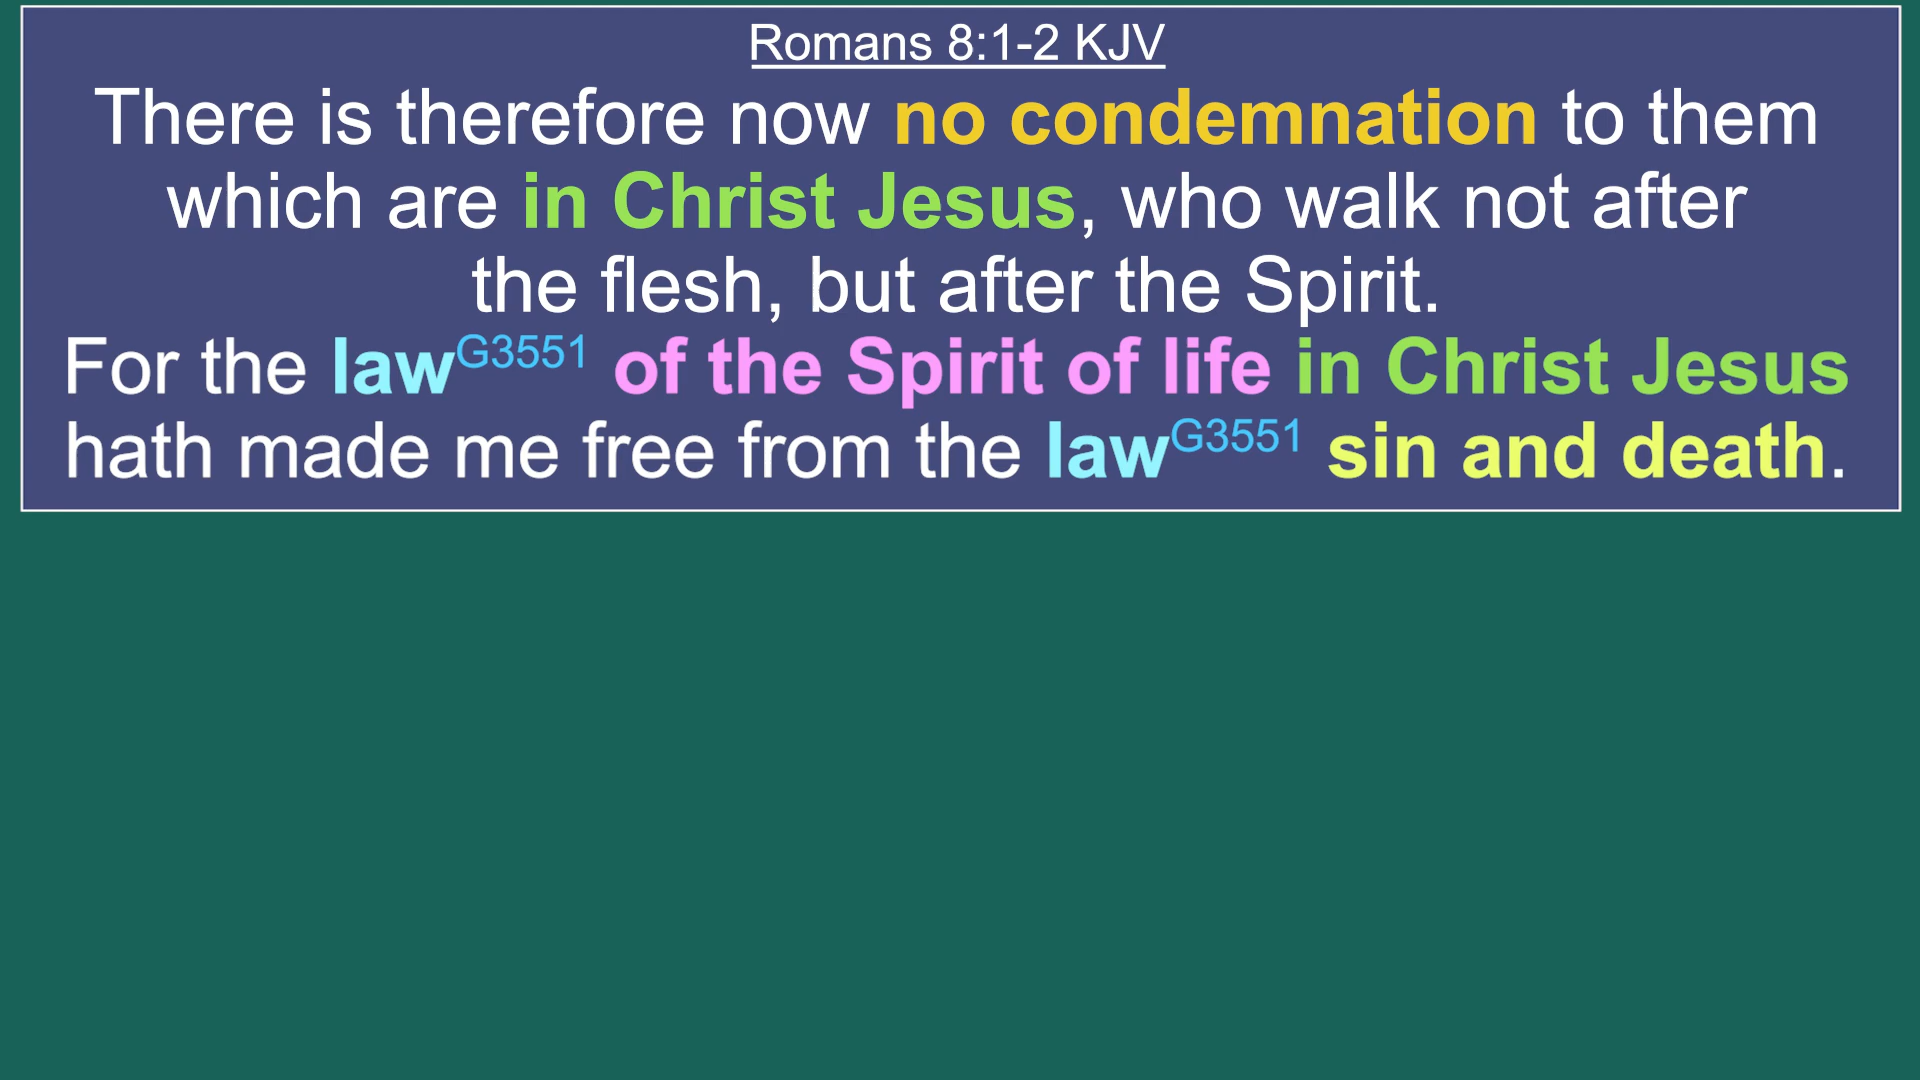 Romans 8:1-2 KJV
There is therefore now no condemnation to them
which are in Christ Jesus, who walk not after
the flesh, but after the Spirit.
For the lawG3551 of the Spirit of life in Christ Jesus
hath made me free from the lawG3551 sin and death.